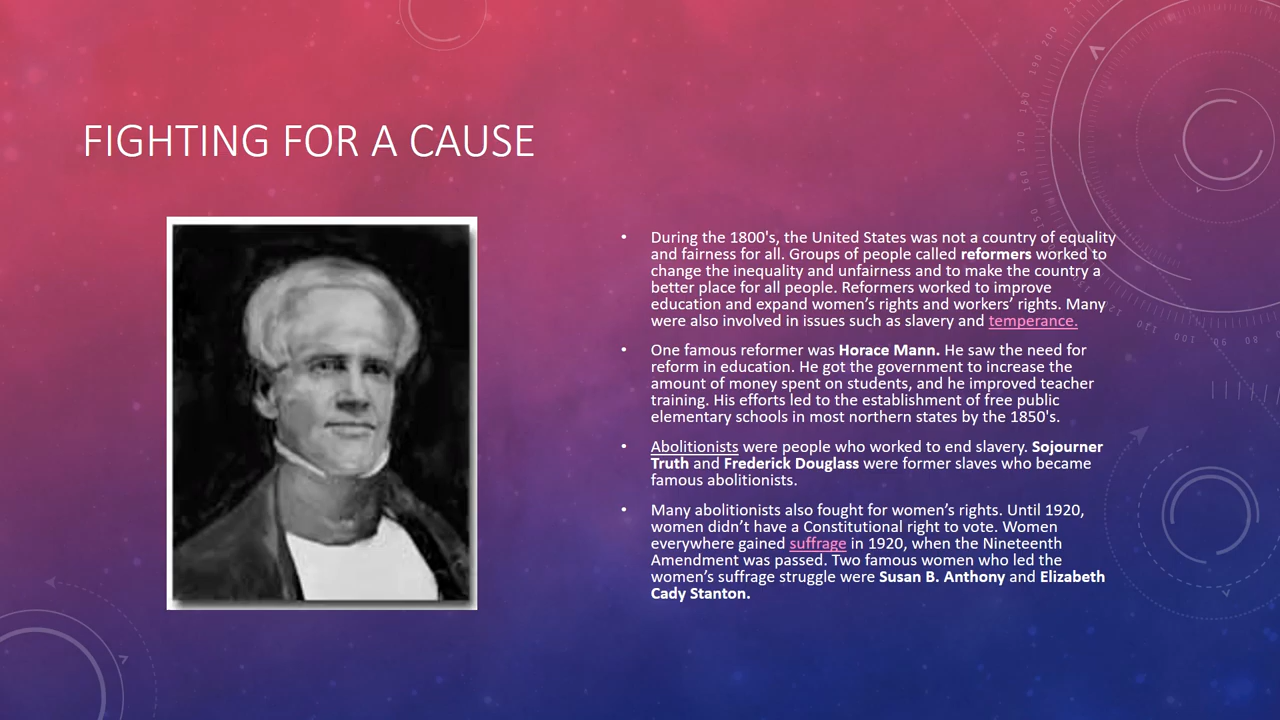 FIGHTING FOR A CAUSE
• During the 1800's, the United States was not a country of equality
and fairness for all. Groups of people called reformers worked to
change the inequality and unfairness and to make the country a
better place for all people. Reformers worked to improve
education and expand women’s rights and workers’ rights. Many
were also involved in issues such as slavery and temperance.
• One famous reformer was Horace Mann. He saw the need for
reform in education. He got the government to increase the
amount of money spent on students, and he improved teacher
training. His efforts led to the establishment of free public
elementary schools in most northern states by the 1850's.
• Abolitionists were people who worked to end slavery. Sojourner
Truth and Frederick Douglass were former slaves who became
famous abolitionists.
• Many abolitionists also fought for women’s rights. Until 1920,
women didn’t have a Constitutional right to vote. Women
everywhere gained suffrage in 1920, when the Nineteenth
Amendment was passed. Two famous women who led the
women’s suffrage struggle were Susan B. Anthony and Elizabeth
Cady Stanton.